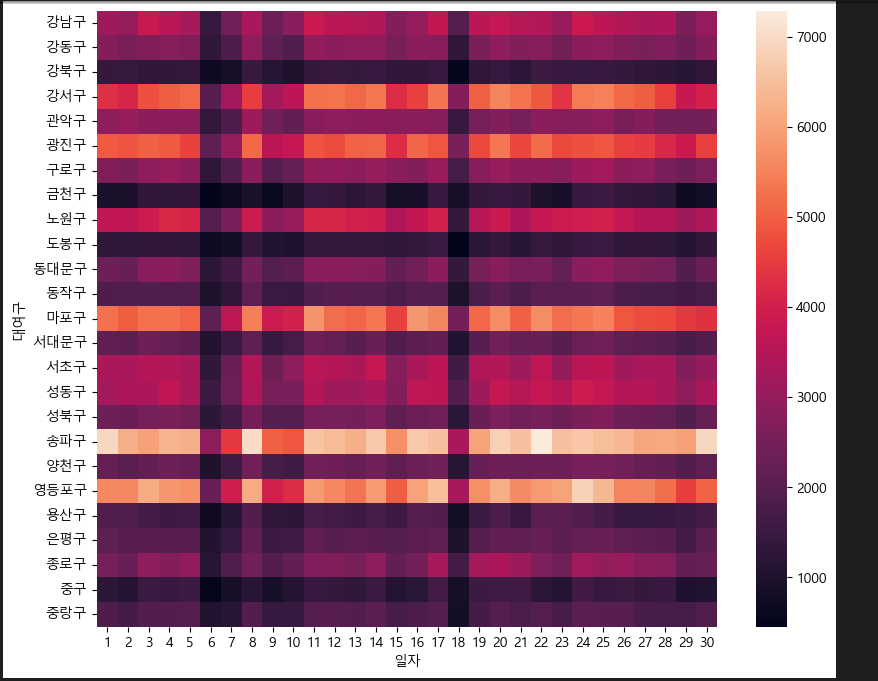 강남구
강동구
강북구
강서구
관악구
광진구
구로구
금천구
노원구
도봉구
동대문구
동작구
마포구
서대문구
서초구
성동구
성북구
송파구
양천구
영등포구
용산구
은평구
종로구
중구
중랑구
대여구
1 2 3 4 5 6 7 8 9 10 11 12 13 14 15 16 17 18 19 20 21 22 23 24 25 26 27 28 29 30
일자
7000
6000
5000
4000
3000
2000
1000